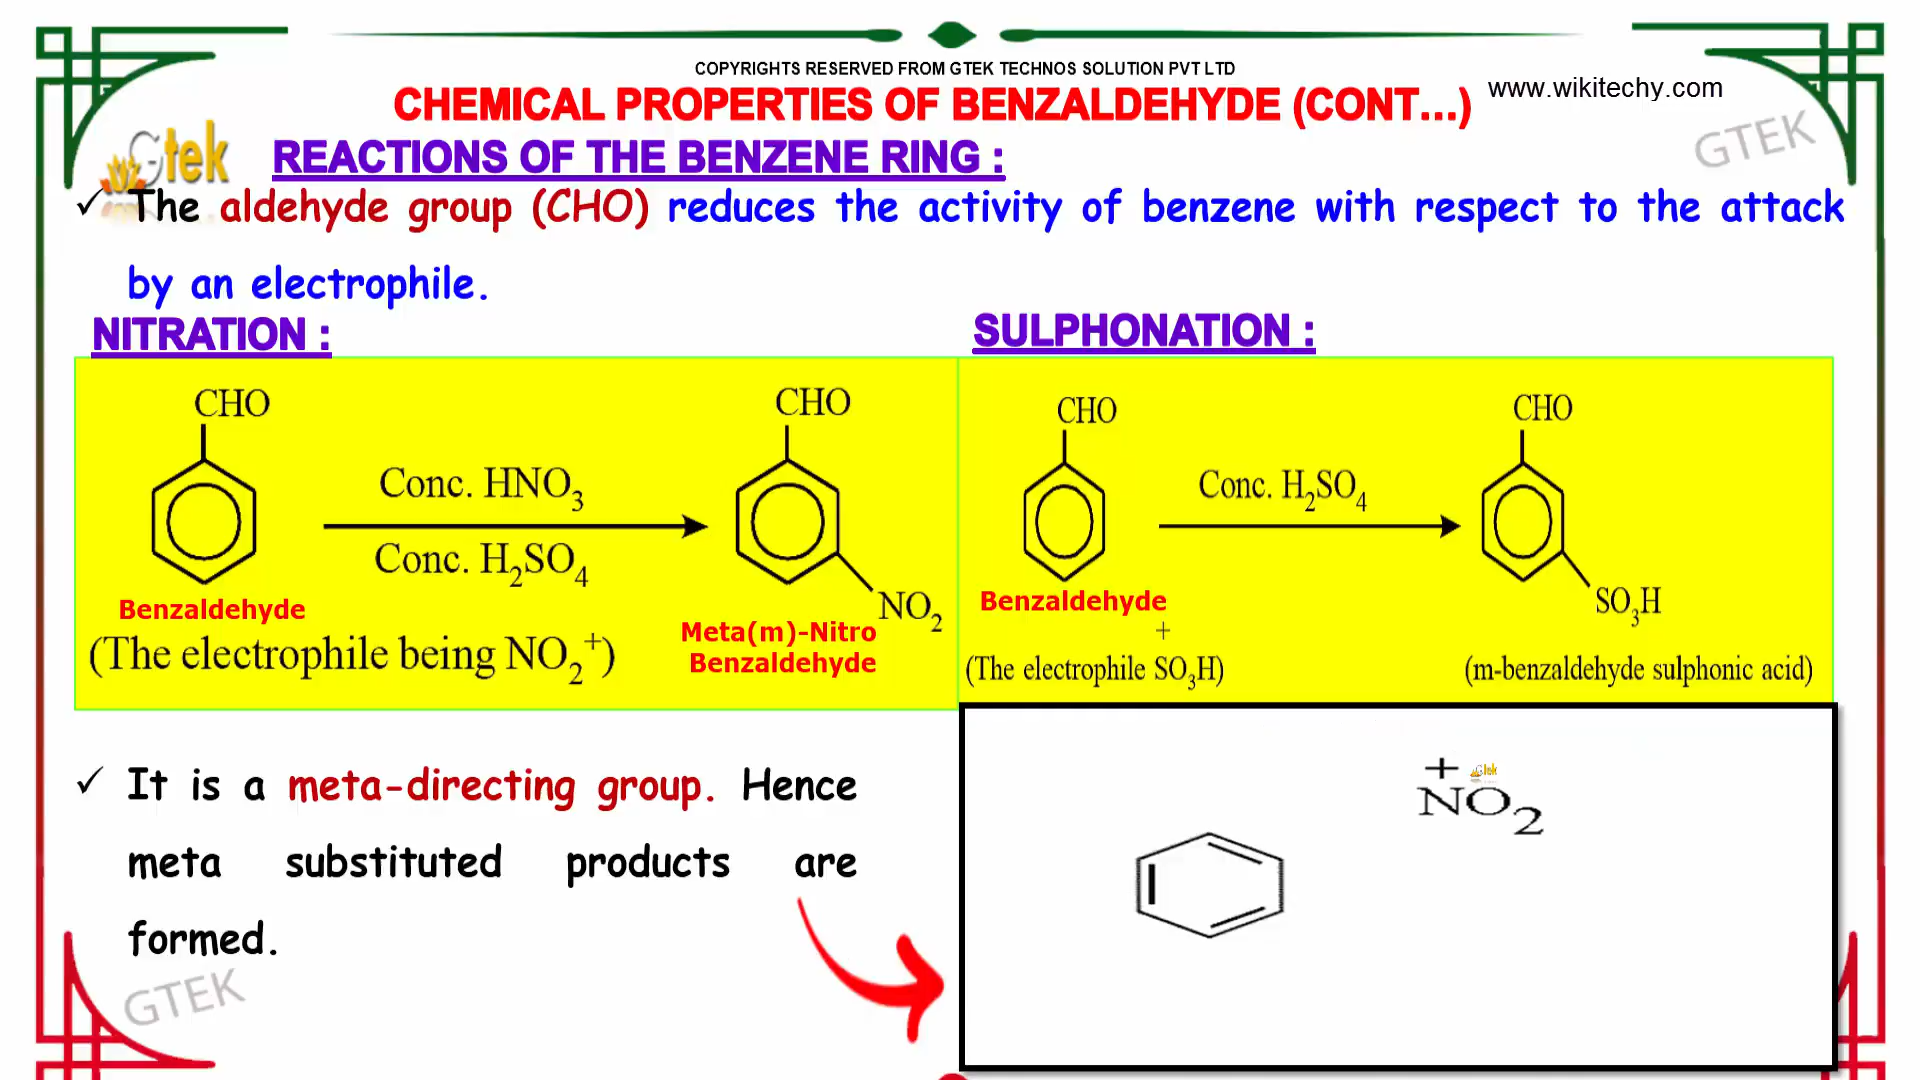 COPYRIGHTS RESERVED FROM GTEK TECHNOS SOLUTION PVT LTD
www.wikitechy.com
CHEMICAL PROPERTIES OF BENZALDEHYDE (CONT...)
GTEK
Gtek
REACTIONS OF THE BENZENE RING :
✓ The aldehyde group (CHO) reduces the activity of benzene with respect to the attack
by an electrophile.
NITRATION :
CHO
Conc. HNO₃
Conc. H₂SO₄
CHO
NO₂
Benzaldehyde
Meta(m)-Nitro
Benzaldehyde
(The electrophile being NO₂⁺)
SULPHONATION :
CHO
Conc. H₂SO₄
CHO
SO₃H
Benzaldehyde
+
(The electrophile SO₃H)
(m-benzaldehyde sulphonic acid)
✓ It is a meta-directing group. Hence
meta substituted products are
formed.
+
Gtek
NO₂
GTEK